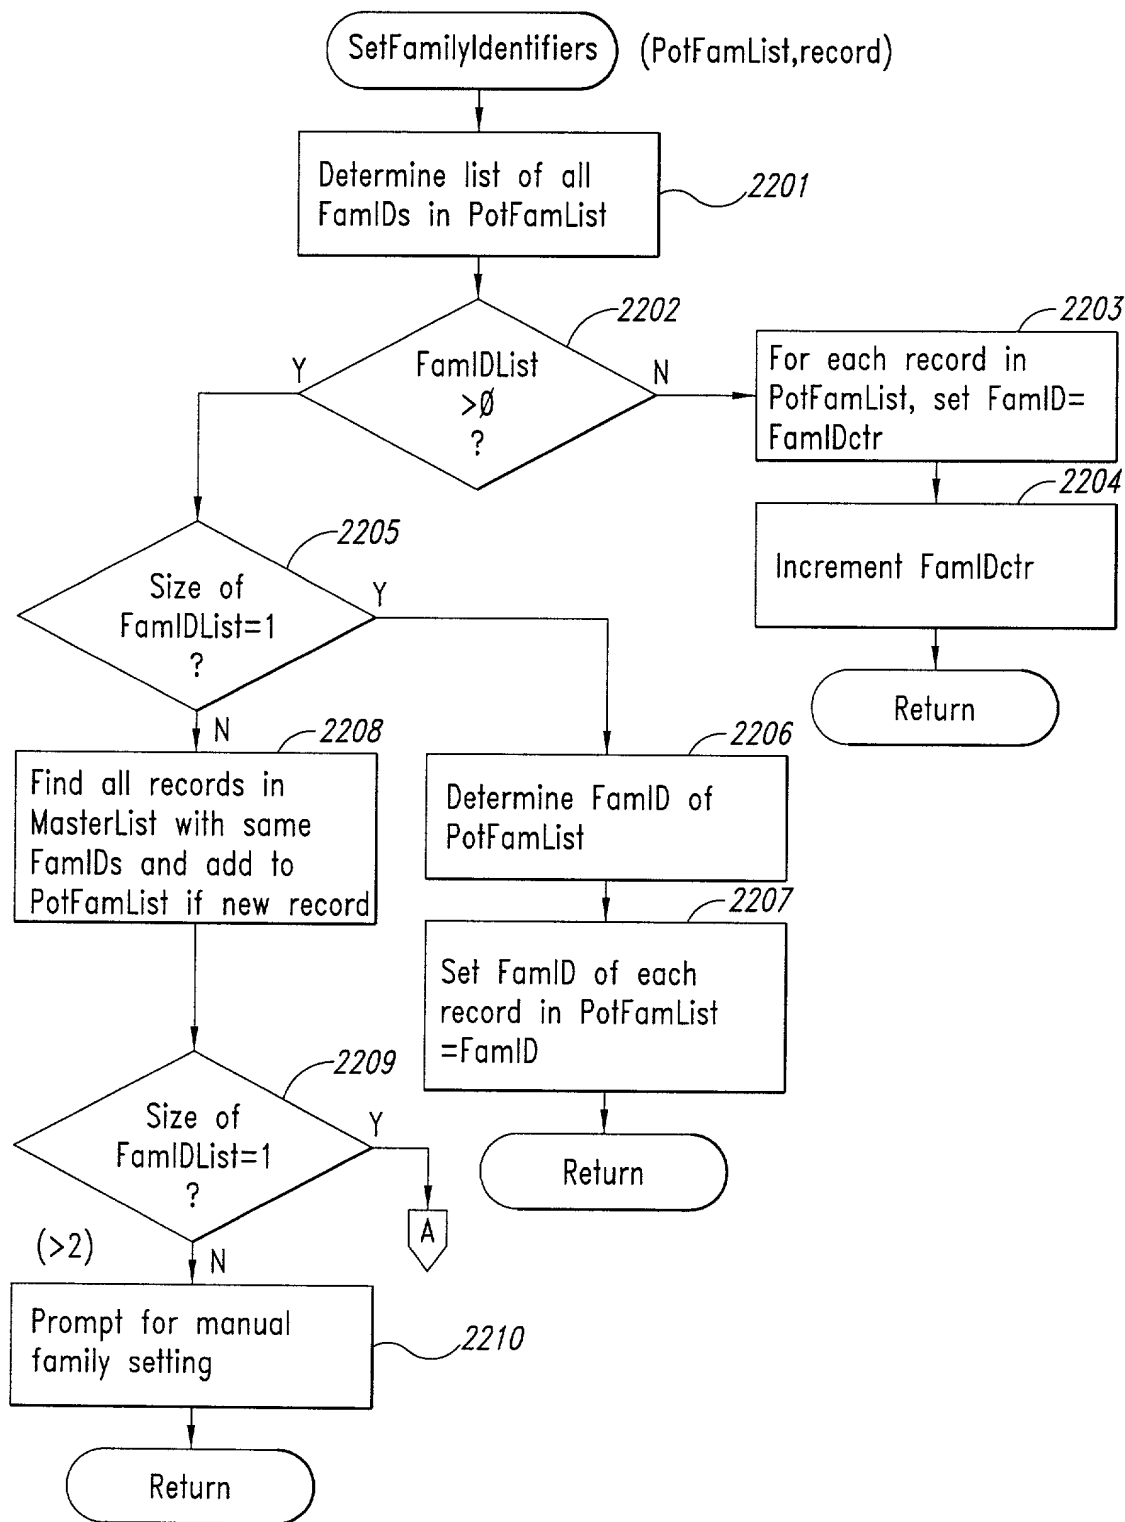 SetFamilyIdentifiers (PotFamList,record)
Determine list of all
FamIDs in PotFamList
2201
FamIDList
>Ø
?
2202
Y
N
For each record in
PotFamList, set FamID=
FamIDctr
2203
Increment FamIDctr
2204
Return
Size of
FamIDList=1
?
2205
Y
N
Determine FamID of
PotFamList
2206
Set FamID of each
record in PotFamList
=FamID
2207
Return
Find all records in
MasterList with same
FamIDs and add to
PotFamList if new record
2208
Size of
FamIDList=1
?
2209
Y
A
(>2)
N
Prompt for manual
family setting
2210
Return